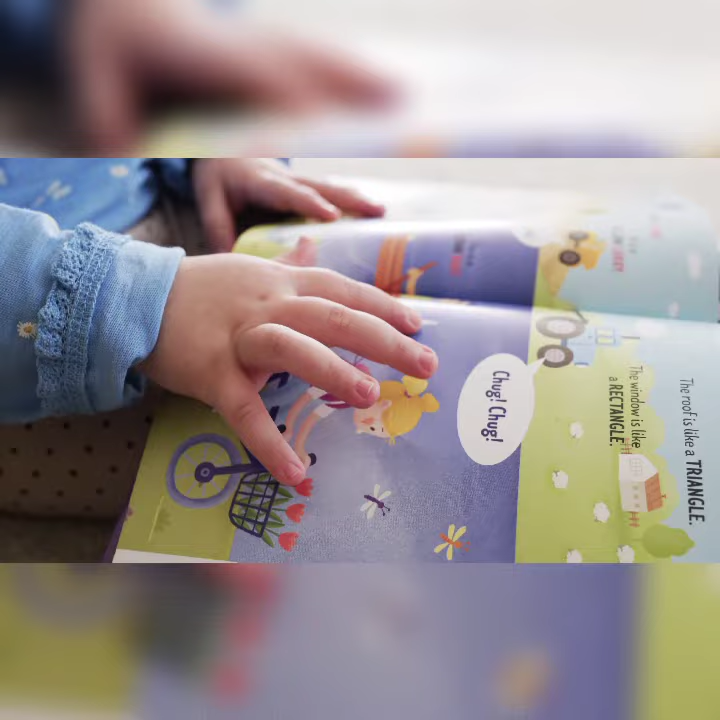 The roof is like a TRIANGLE.
The window is like
a RECTANGLE.
Chug! Chug!